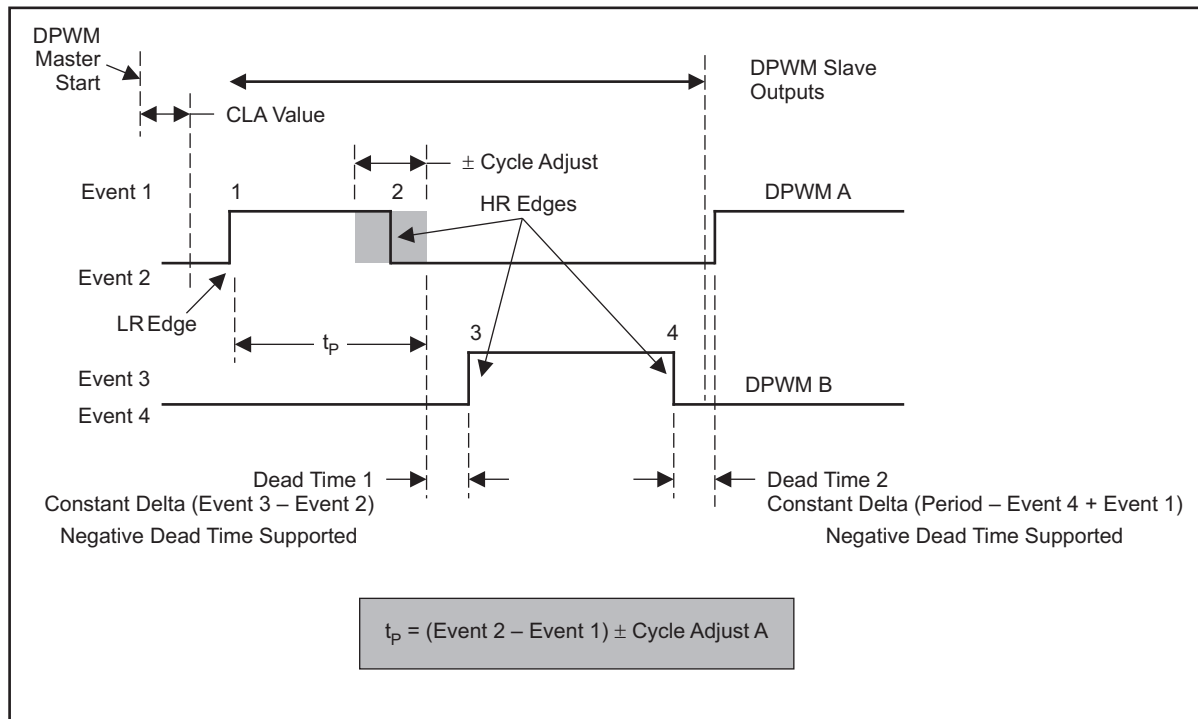 DPWM
Master
Start
DPWM Slave
Outputs
CLA Value
± Cycle Adjust
Event 1
1
2
HR Edges
DPWM A
Event 2
LR Edge
tP
3
4
Event 3
DPWM B
Event 4
Dead Time 1
Constant Delta (Event 3 – Event 2)
Negative Dead Time Supported
Dead Time 2
Constant Delta (Period – Event 4 + Event 1)
Negative Dead Time Supported
tP = (Event 2 – Event 1) ± Cycle Adjust A